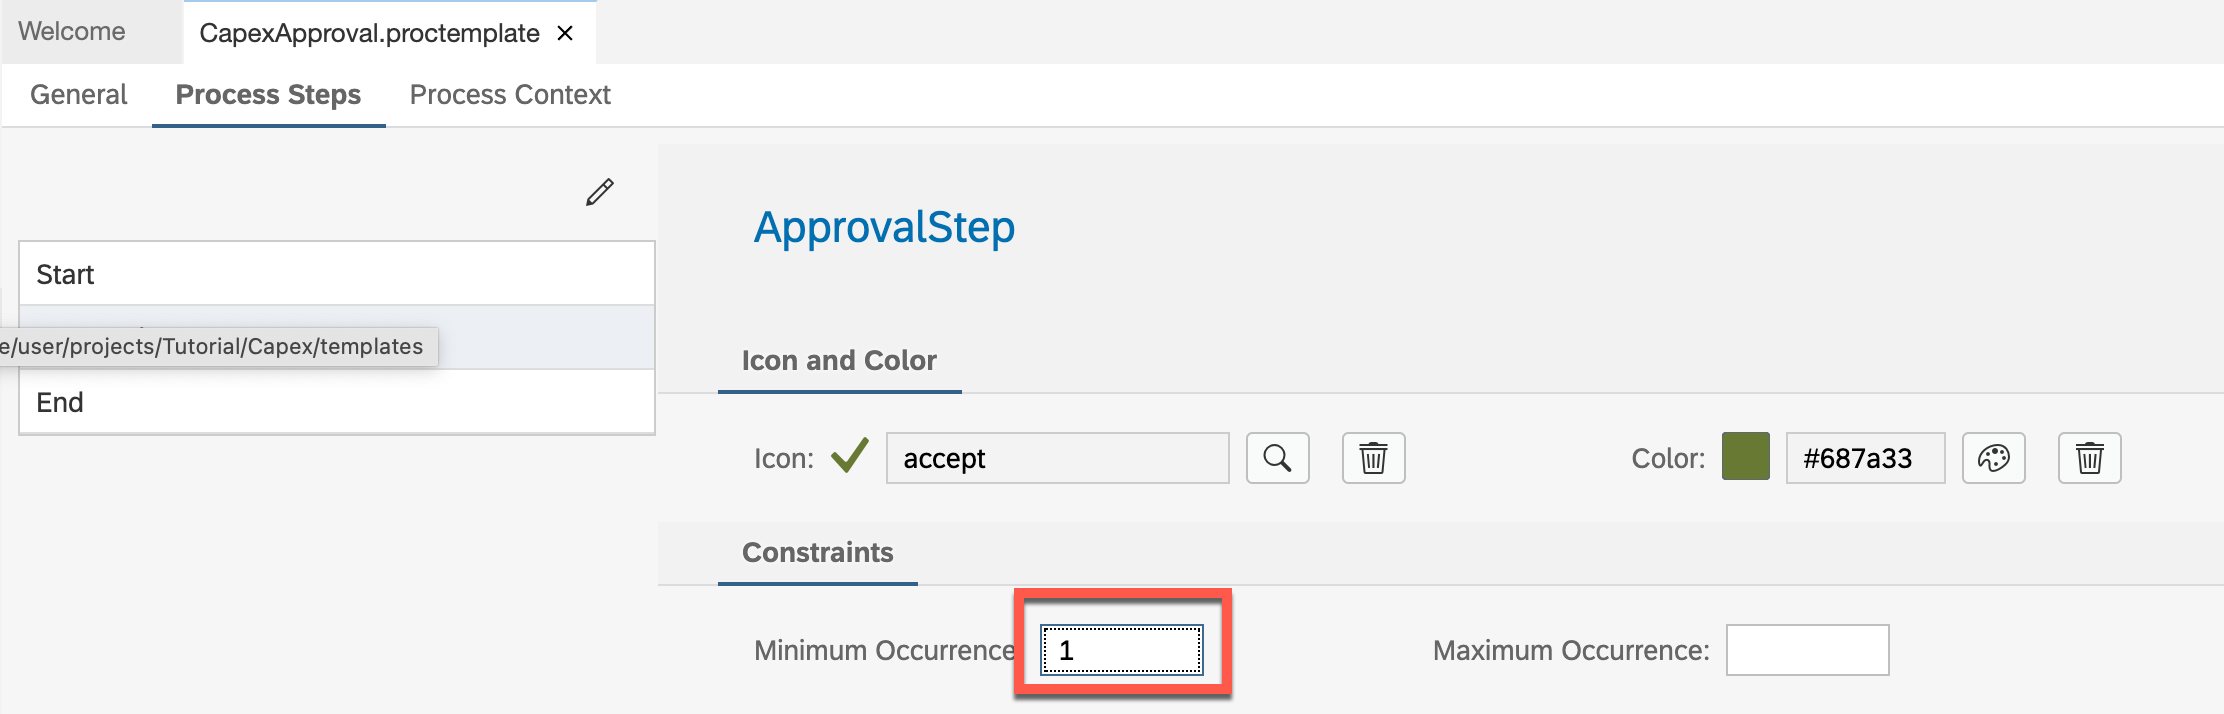 Welcome
CapexApproval.proctemplate
General Process Steps Process Context
ApprovalStep
Start
e/user/projects/Tutorial/Capex/templates
End
Icon and Color
Icon: accept Color: #687a33
Constraints
Minimum Occurrence 1 Maximum Occurrence: